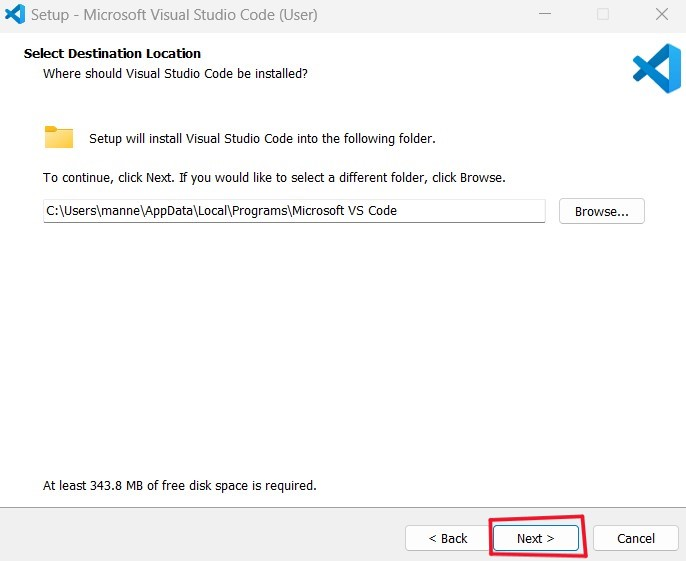 Setup - Microsoft Visual Studio Code (User)
Select Destination Location
Where should Visual Studio Code be installed?
Setup will install Visual Studio Code into the following folder.
To continue, click Next. If you would like to select a different folder, click Browse.
C:\Users\manne\AppData\Local\Programs\Microsoft VS Code
Browse...
At least 343.8 MB of free disk space is required.
< Back Next > Cancel